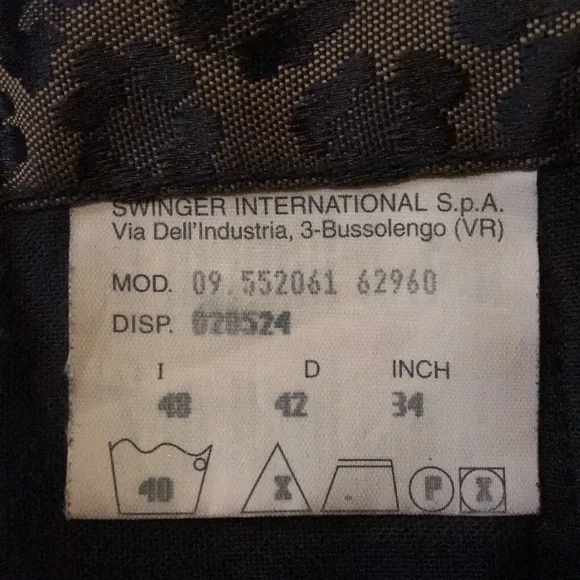 SWINGER INTERNATIONAL S.p.A.
Via Dell'Industria, 3-Bussolengo (VR)
MOD. 09.552061 62960
DISP. 020524
I D INCH
48 42 34
40 X P X